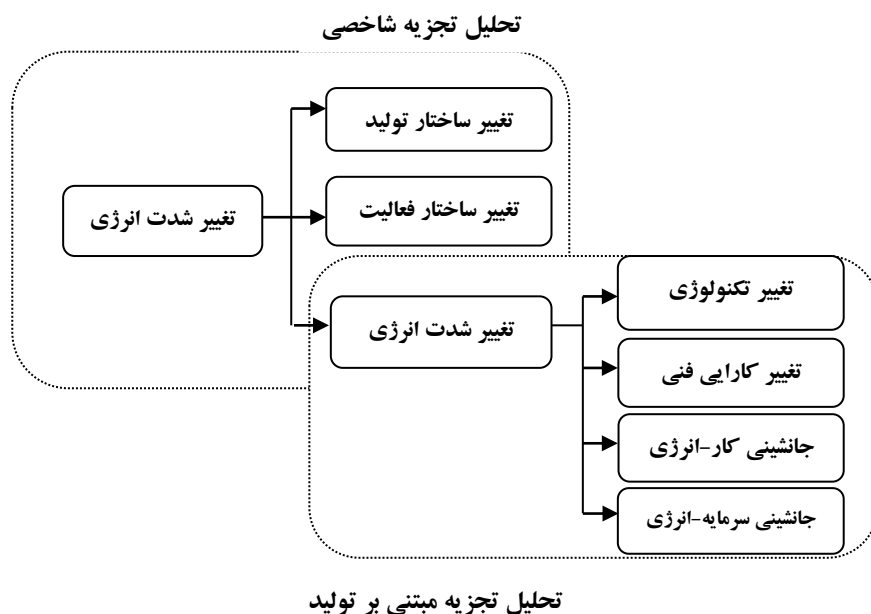 تحلیل تجزیه شاخصی
تغییر ساختار تولید
تغییر ساختار فعالیت
تغییر شدت انرژی
تغییر شدت انرژی
تغییر تکنولوژی
تغییر کارایی فنی
جانشینی کار-انرژی
جانشینی سرمایه-انرژی
تحلیل تجزیه مبتنی بر تولید